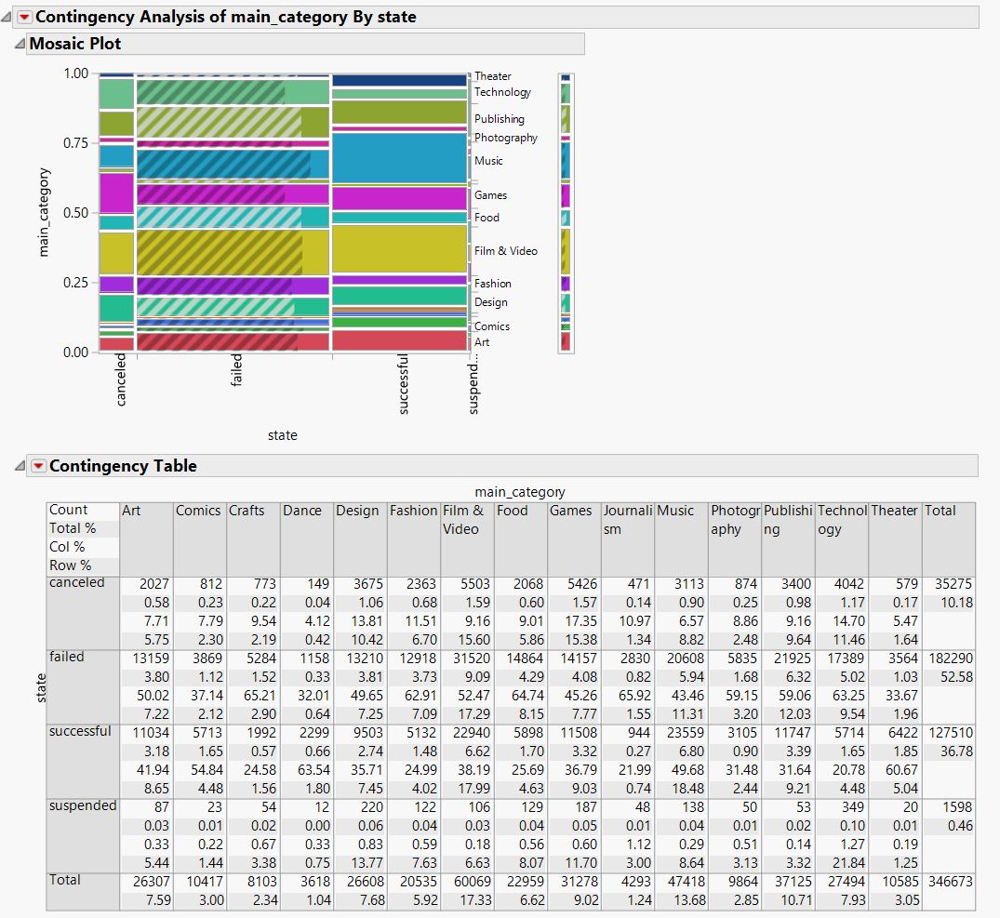 Contingency Analysis of main_category By state
Mosaic Plot
1.00
0.75
0.50
0.25
0.00
main_category
Theater
Technology
Publishing
Photography
Music
Games
Food
Film & Video
Fashion
Design
Comics
Art
canceled
failed
successful
suspend...
state
Contingency Table
main_category
state
Count
Total %
Col %
Row %
Art Comics Crafts Dance Design Fashion Film & Food Games Journali Music Photogr Publishi Technol Theater Total
Video sm aphy ng ogy
canceled 2027 812 773 149 3675 2363 5503 2068 5426 471 3113 874 3400 4042 579 35275
0.58 0.23 0.22 0.04 1.06 0.68 1.59 0.60 1.57 0.14 0.90 0.25 0.98 1.17 0.17 10.18
7.71 7.79 9.54 4.12 13.81 11.51 9.16 9.01 17.35 10.97 6.57 8.86 9.16 14.70 5.47
5.75 2.30 2.19 0.42 10.42 6.70 15.60 5.86 15.38 1.34 8.82 2.48 9.64 11.46 1.64
failed 13159 3869 5284 1158 13210 12918 31520 14864 14157 2830 20608 5835 21925 17389 3564 182290
3.80 1.12 1.52 0.33 3.81 3.73 9.09 4.29 4.08 0.82 5.94 1.68 6.32 5.02 1.03 52.58
50.02 37.14 65.21 32.01 49.65 62.91 52.47 64.74 45.26 65.92 43.46 59.15 59.06 63.25 33.67
7.22 2.12 2.90 0.64 7.25 7.09 17.29 8.15 7.77 1.55 11.31 3.20 12.03 9.54 1.96
successful 11034 5713 1992 2299 9503 5132 22940 5898 11508 944 23559 3105 11747 5714 6422 127510
3.18 1.65 0.57 0.66 2.74 1.48 6.62 1.70 3.32 0.27 6.80 0.90 3.39 1.65 1.85 36.78
41.94 54.84 24.58 63.54 35.71 24.99 38.19 25.69 36.79 21.99 49.68 31.48 31.64 20.78 60.67
8.65 4.48 1.56 1.80 7.45 4.02 17.99 4.63 9.03 0.74 18.48 2.44 9.21 4.48 5.04
suspended 87 23 54 12 220 122 106 129 187 48 138 50 53 349 20 1598
0.03 0.01 0.02 0.00 0.06 0.04 0.03 0.04 0.05 0.01 0.04 0.01 0.02 0.10 0.01 0.46
0.33 0.22 0.67 0.33 0.83 0.59 0.18 0.56 0.60 1.12 0.29 0.51 0.14 1.27 0.19
5.44 1.44 3.38 0.75 13.77 7.63 6.63 8.07 11.70 3.00 8.64 3.13 3.32 21.84 1.25
Total 26307 10417 8103 3618 26608 20535 60069 22959 31278 4293 47418 9864 37125 27494 10585 346673
7.59 3.00 2.34 1.04 7.68 5.92 17.33 6.62 9.02 1.24 13.68 2.85 10.71 7.93 3.05